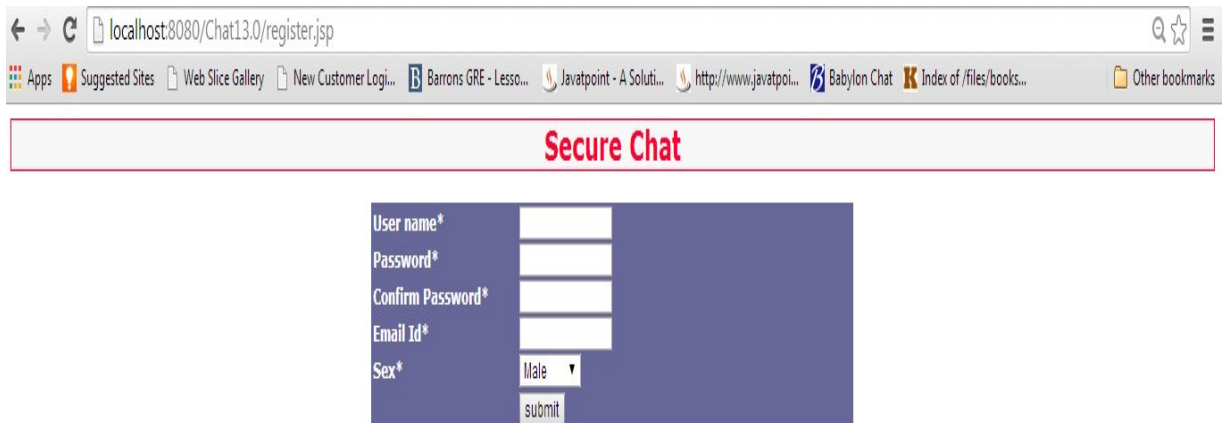 localhost:8080/Chat13.0/register.jsp
Apps Suggested Sites Web Slice Gallery New Customer Logi... Barrons GRE - Lesso... Javatpoint - A Soluti... http://www.javatpoi... Babylon Chat Index of /files/books... Other bookmarks
Secure Chat
User name*
Password*
Confirm Password*
Email Id*
Sex* Male
submit